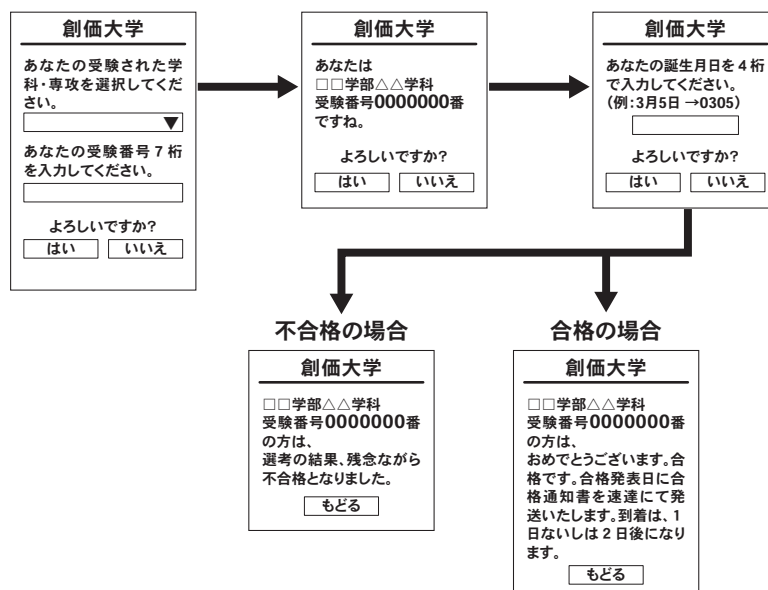 創価大学
あなたの受験された学
科・専攻を選択してくだ
さい。
▼
あなたの受験番号7桁
を入力してください。
よろしいですか?
はい いいえ
創価大学
あなたは
□□学部△△学科
受験番号0000000番
ですね。
よろしいですか?
はい いいえ
創価大学
あなたの誕生月日を4桁
で入力してください。
(例:3月5日→0305)
よろしいですか?
はい いいえ
不合格の場合
創価大学
□□学部△△学科
受験番号0000000番
の方は、
選考の結果、残念ながら
不合格となりました。
もどる
合格の場合
創価大学
□□学部△△学科
受験番号0000000番
の方は、
おめでとうございます。合
格です。合格発表日に合
格通知書を速達にて発
送いたします。到着は、1
日ないしは2日後になり
ます。
もどる